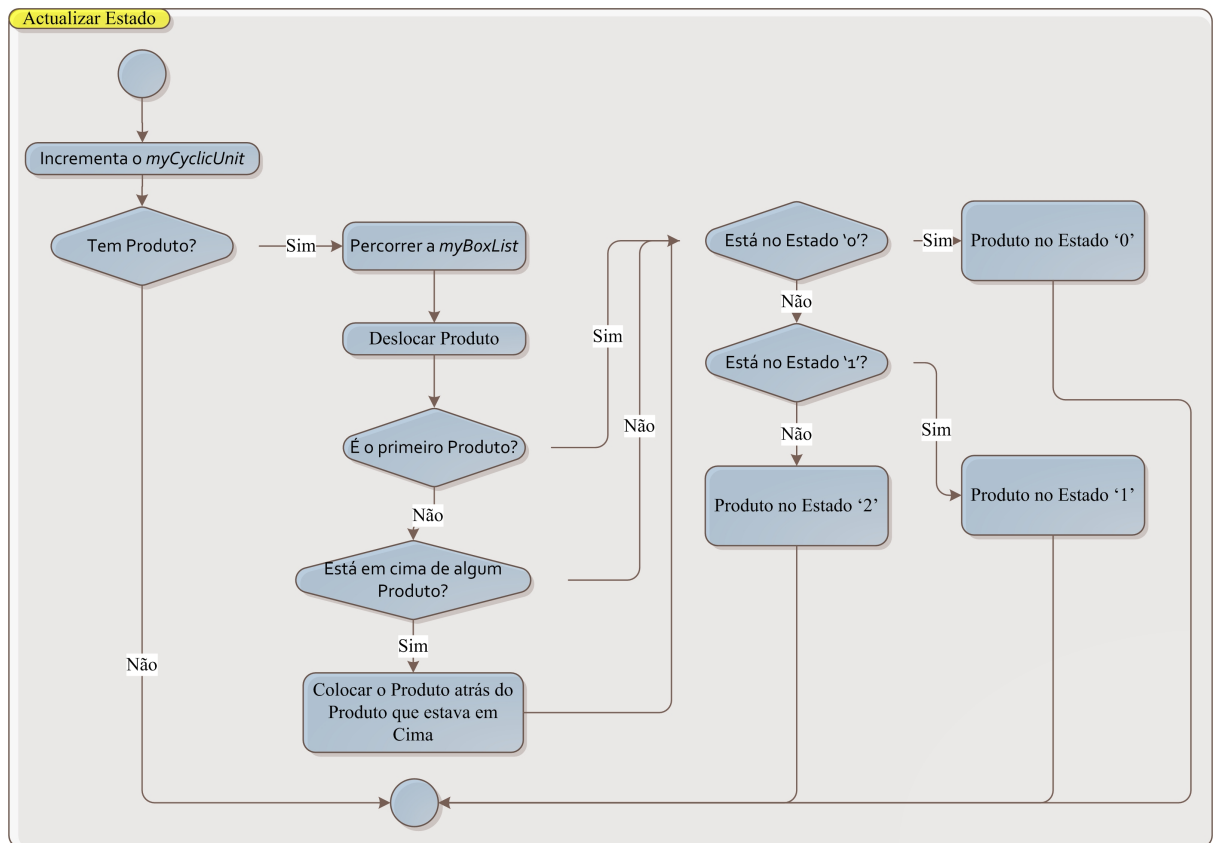 Actualizar Estado
Incrementa o myCyclicUnit
Tem Produto?
Sim
Percorrer a myBoxList
Deslocar Produto
É o primeiro Produto?
Sim
Não
Está em cima de algum
Produto?
Não
Sim
Colocar o Produto atrás do
Produto que estava em
Cima
Não
Está no Estado ‘0’?
Sim
Produto no Estado ‘0’
Não
Está no Estado ‘1’?
Sim
Produto no Estado ‘1’
Não
Produto no Estado ‘2’